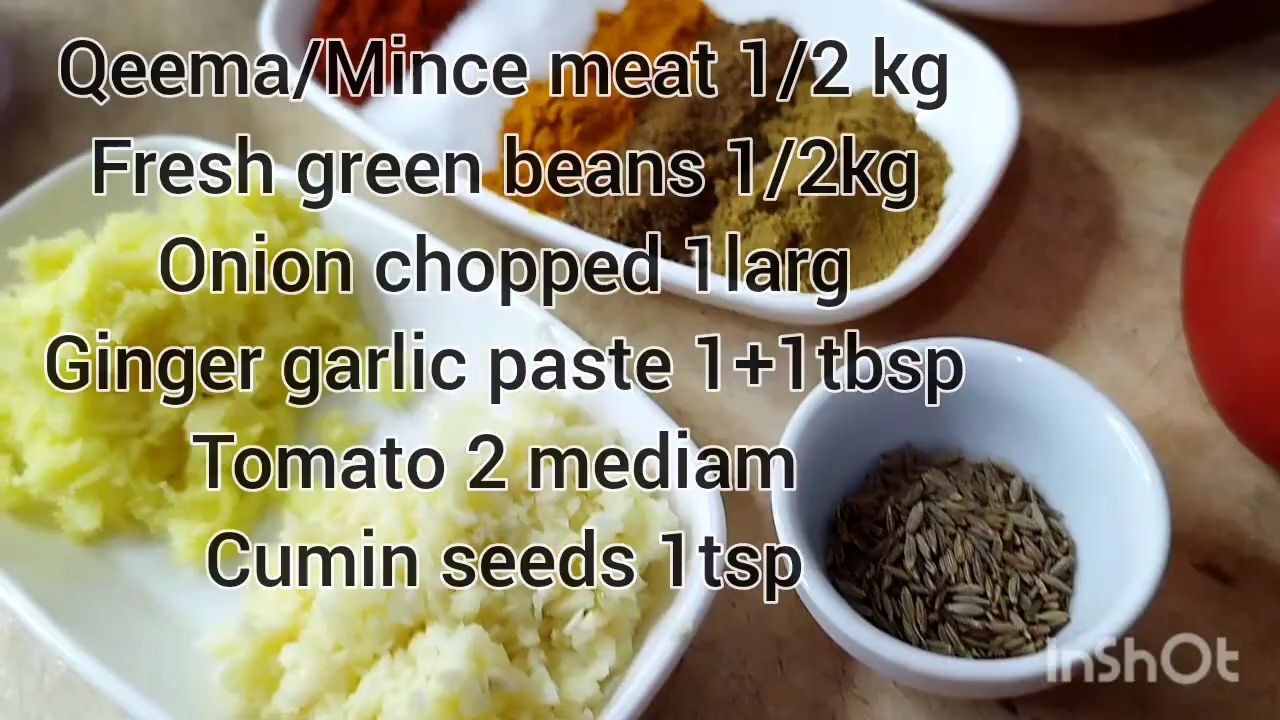 Qeema/Mince meat 1/2 kg
Fresh green beans 1/2kg
Onion chopped 1larg
Ginger garlic paste 1+1tbsp
Tomato 2 mediam
Cumin seeds 1tsp
InShOt